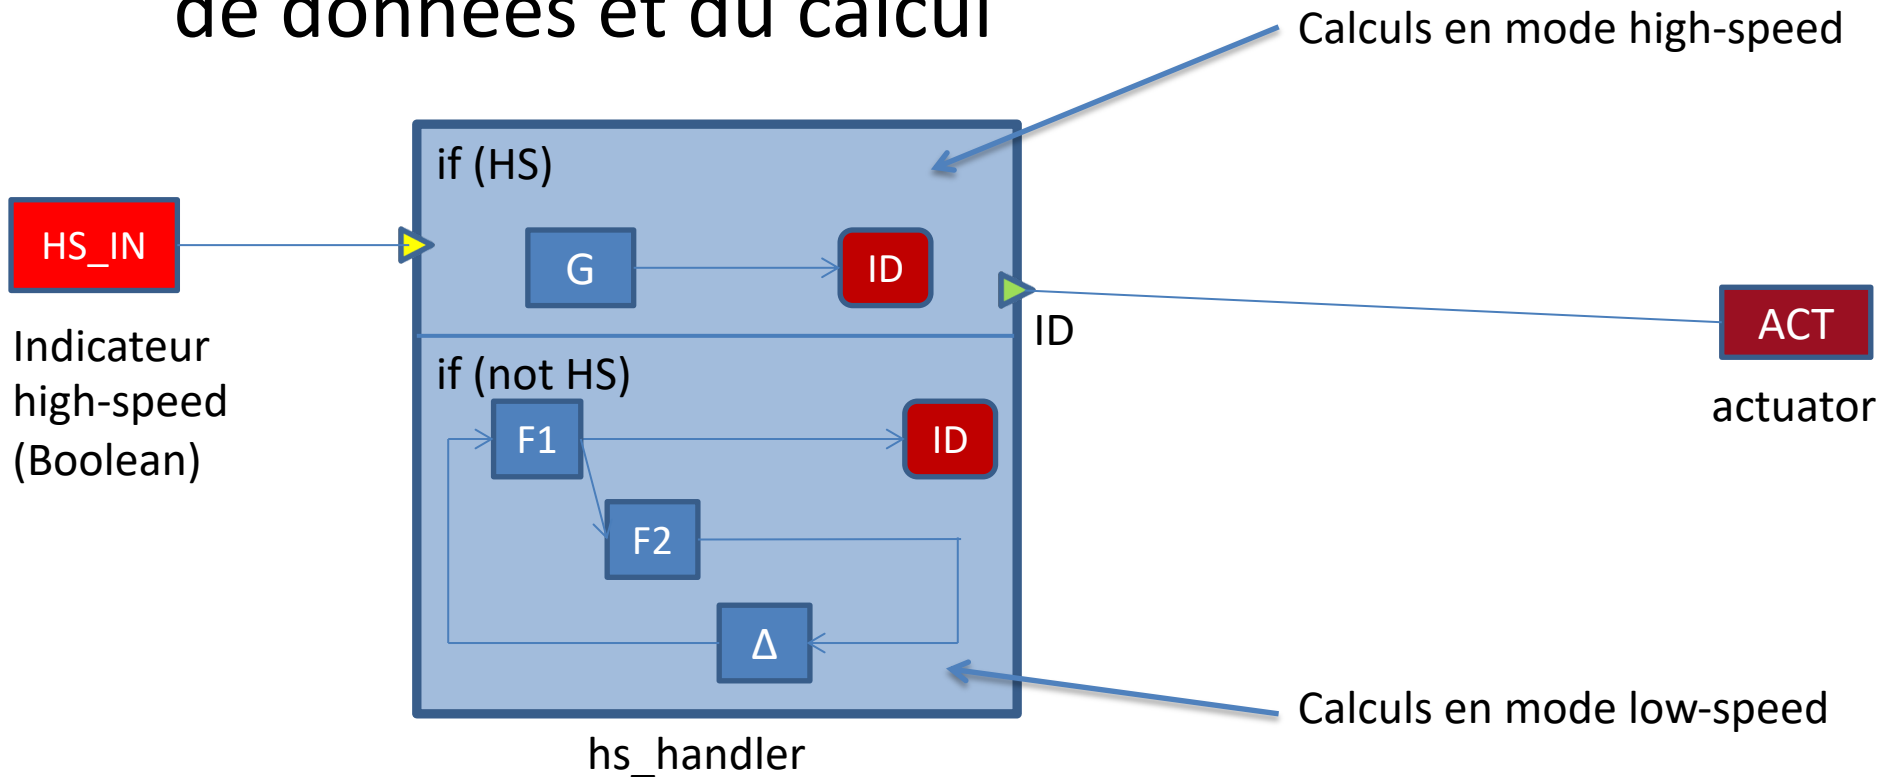 de données et du calcul
Calculs en mode high-speed
if (HS)
HS_IN
G
ID
ID
ACT
Indicateur
high-speed
(Boolean)
actuator
if (not HS)
F1
ID
F2
Δ
Calculs en mode low-speed
hs_handler